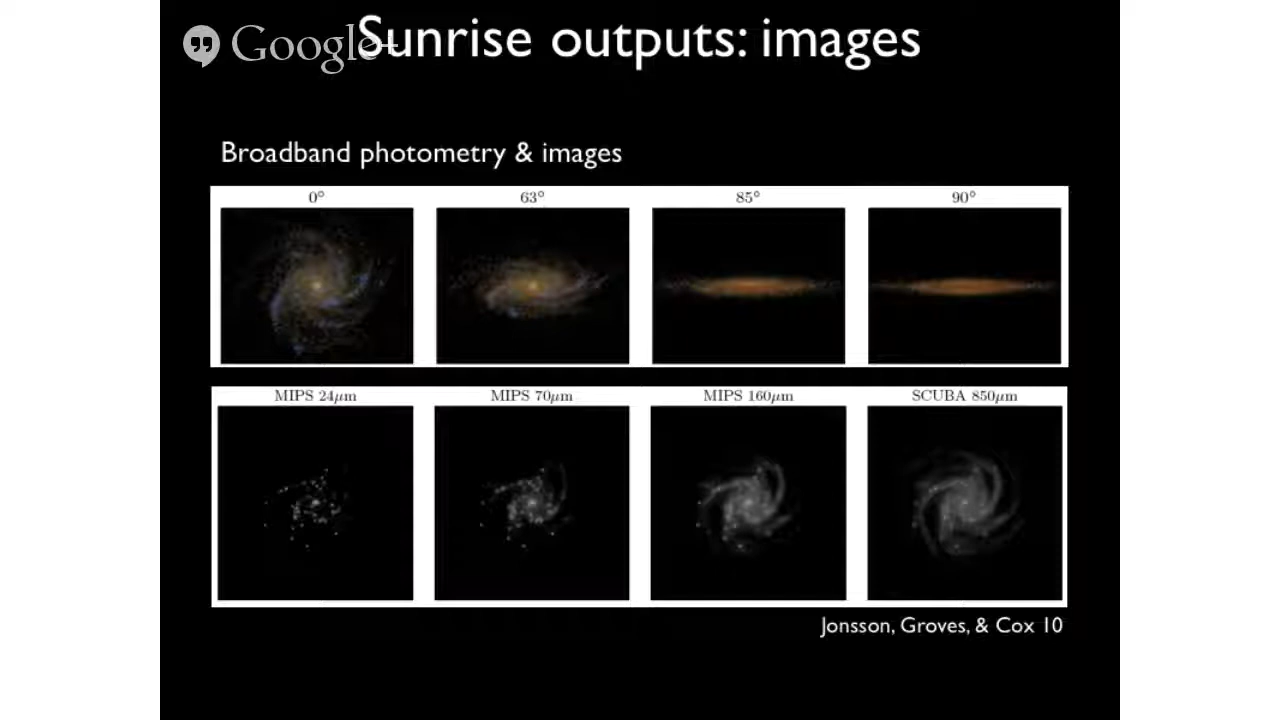 Google+
Sunrise outputs: images
Broadband photometry & images
0° 63° 85° 90°
MIPS 24μm MIPS 70μm MIPS 160μm SCUBA 850μm
Jonsson, Groves, & Cox 10